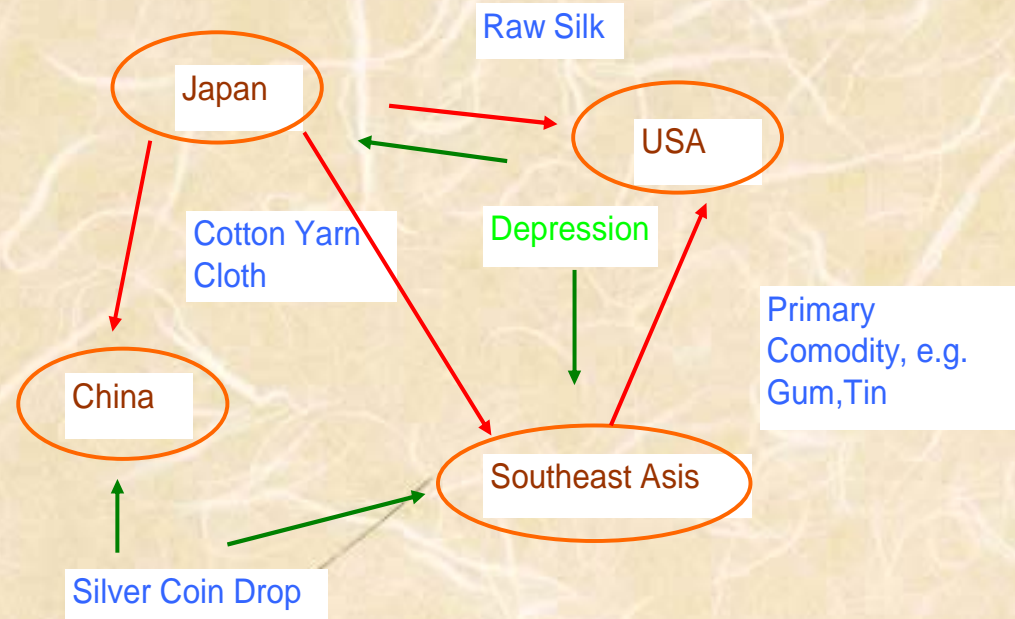 Raw Silk
Japan
USA
Cotton Yarn
Cloth
Depression
Primary
Comodity, e.g.
Gum,Tin
China
Southeast Asis
Silver Coin Drop